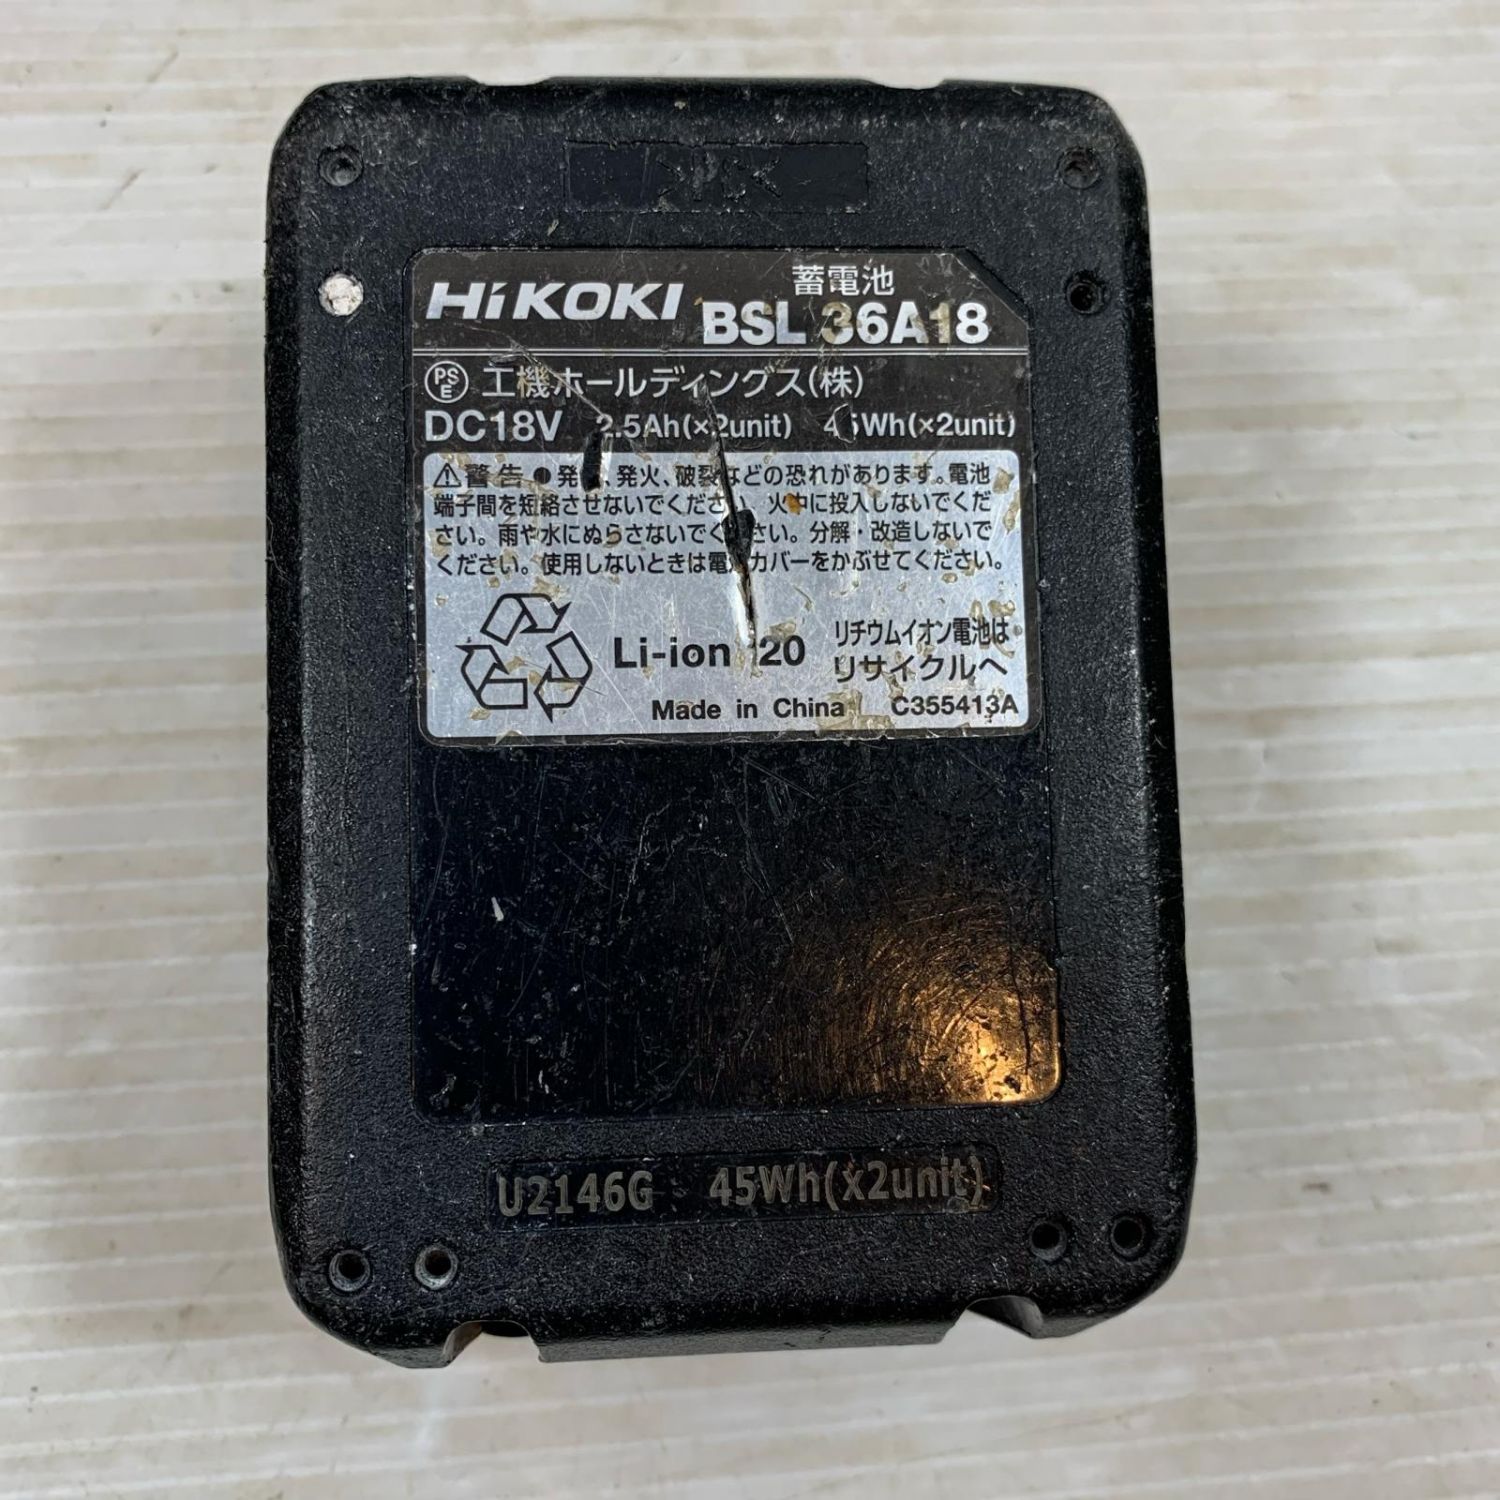 HiKOKI 蓄電池
BSL 36A18
PSE 工機ホールディングス(株)
DC18V 2.5Ah(×2unit) 45Wh(×2unit)
⚠警告 ●発 、発火、破裂などの恐れがあります。電池
端子間を短絡させないでください。火中に投入しないでくだ
さい。雨や水にぬらさないでください。分解・改造しないで
ください。使用しないときは電池カバーをかぶせてください。
Li-ion 20 リチウムイオン電池は
リサイクルへ
Made in China C355413A
U2146G 45Wh(x2unit)